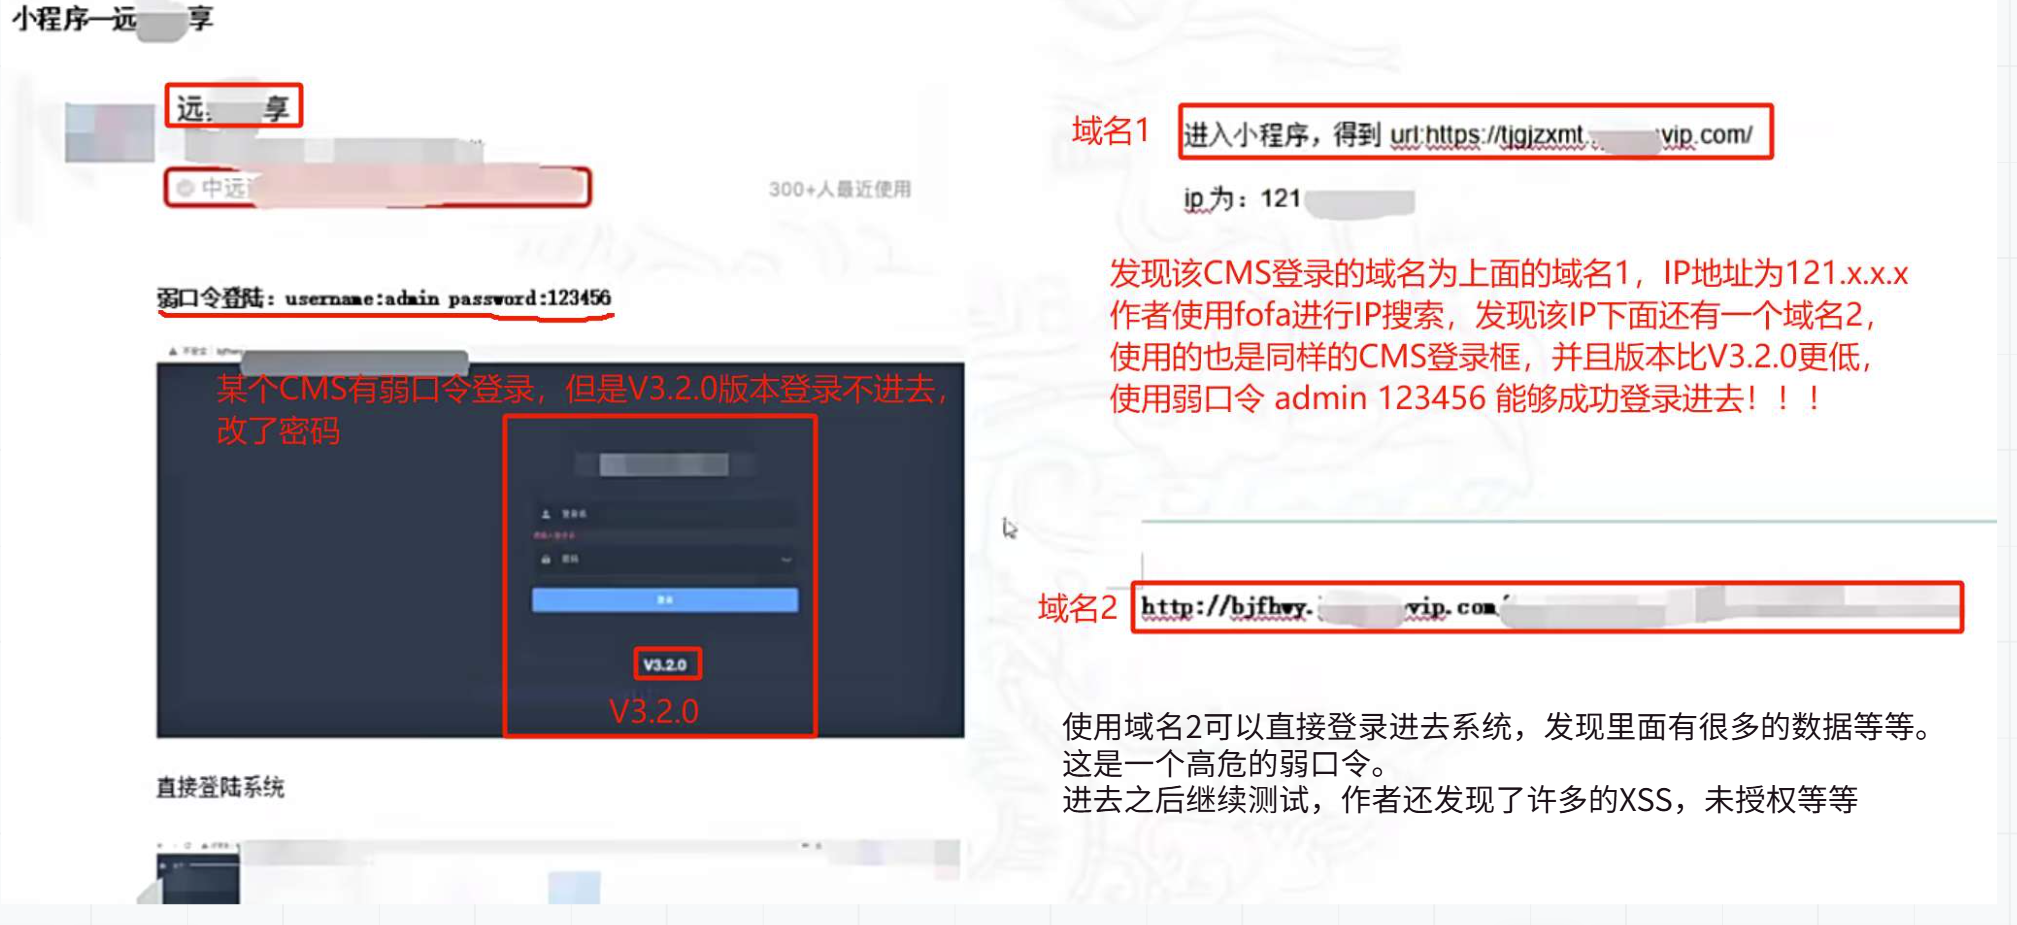 小程序—远 享
远 享
中远
300+人最近使用
弱口令登陆：username:admin password:123456
某个CMS有弱口令登录，但是V3.2.0版本登录不进去，
改了密码
V3.2.0
V3.2.0
直接登陆系统
域名1
进入小程序，得到 url:https://tjgjzxmt. vip.com/
ip 为：121
发现该CMS登录的域名为上面的域名1，IP地址为121.x.x.x
作者使用fofa进行IP搜索，发现该IP下面还有一个域名2，
使用的也是同样的CMS登录框，并且版本比V3.2.0更低，
使用弱口令 admin 123456 能够成功登录进去！！！
域名2
http://bjfhwy. vip.com
使用域名2可以直接登录进去系统，发现里面有很多的数据等等。
这是一个高危的弱口令。
进去之后继续测试，作者还发现了许多的XSS，未授权等等